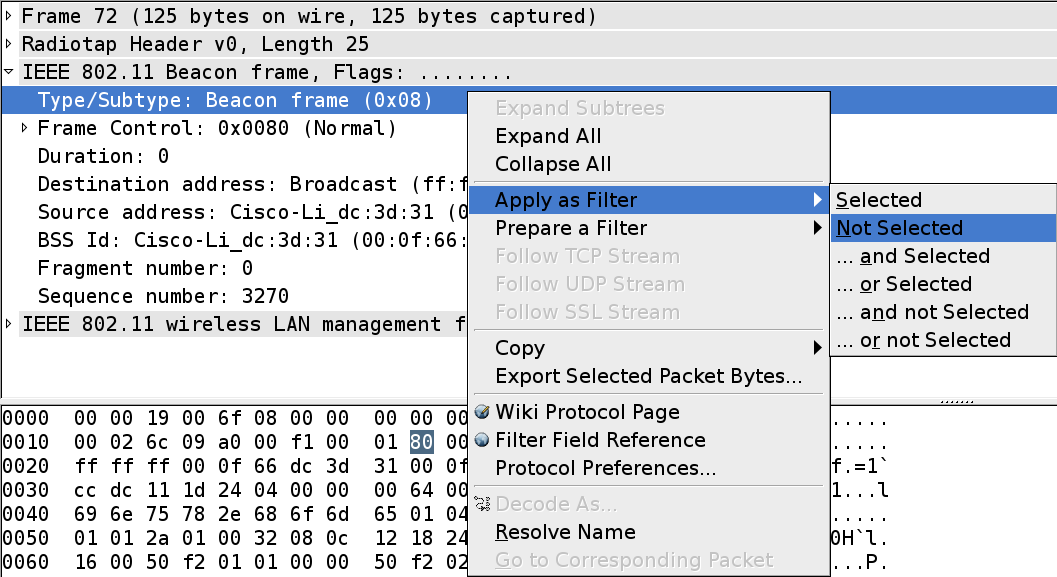 Frame 72 (125 bytes on wire, 125 bytes captured)
Radiotap Header v0, Length 25
IEEE 802.11 Beacon frame, Flags: ........
Type/Subtype: Beacon frame (0x08)
Frame Control: 0x0080 (Normal)
Duration: 0
Destination address: Broadcast (ff:f
Source address: Cisco-Li_dc:3d:31 (0
BSS Id: Cisco-Li_dc:3d:31 (00:0f:66:
Fragment number: 0
Sequence number: 3270
IEEE 802.11 wireless LAN management f
Expand Subtrees
Expand All
Collapse All
Apply as Filter
Prepare a Filter
Follow TCP Stream
Follow UDP Stream
Follow SSL Stream
Copy
Export Selected Packet Bytes...
Wiki Protocol Page
Filter Field Reference
Protocol Preferences...
Decode As...
Resolve Name
Go to Corresponding Packet
Selected
Not Selected
... and Selected
... or Selected
... and not Selected
... or not Selected
0000 00 00 19 00 6f 08 00 00 00 00 00 .....
0010 00 02 6c 09 a0 00 f1 00 01 80 00 .....
0020 ff ff ff 00 0f 66 dc 3d 31 00 0f f.=1`
0030 cc dc 11 1d 24 04 00 00 00 64 00 1...l
0040 69 6e 75 78 2e 68 6f 6d 65 01 04 .....
0050 01 01 2a 01 00 32 08 0c 12 18 24 0H`l.
0060 16 00 50 f2 01 01 00 00 50 f2 02 ...P.